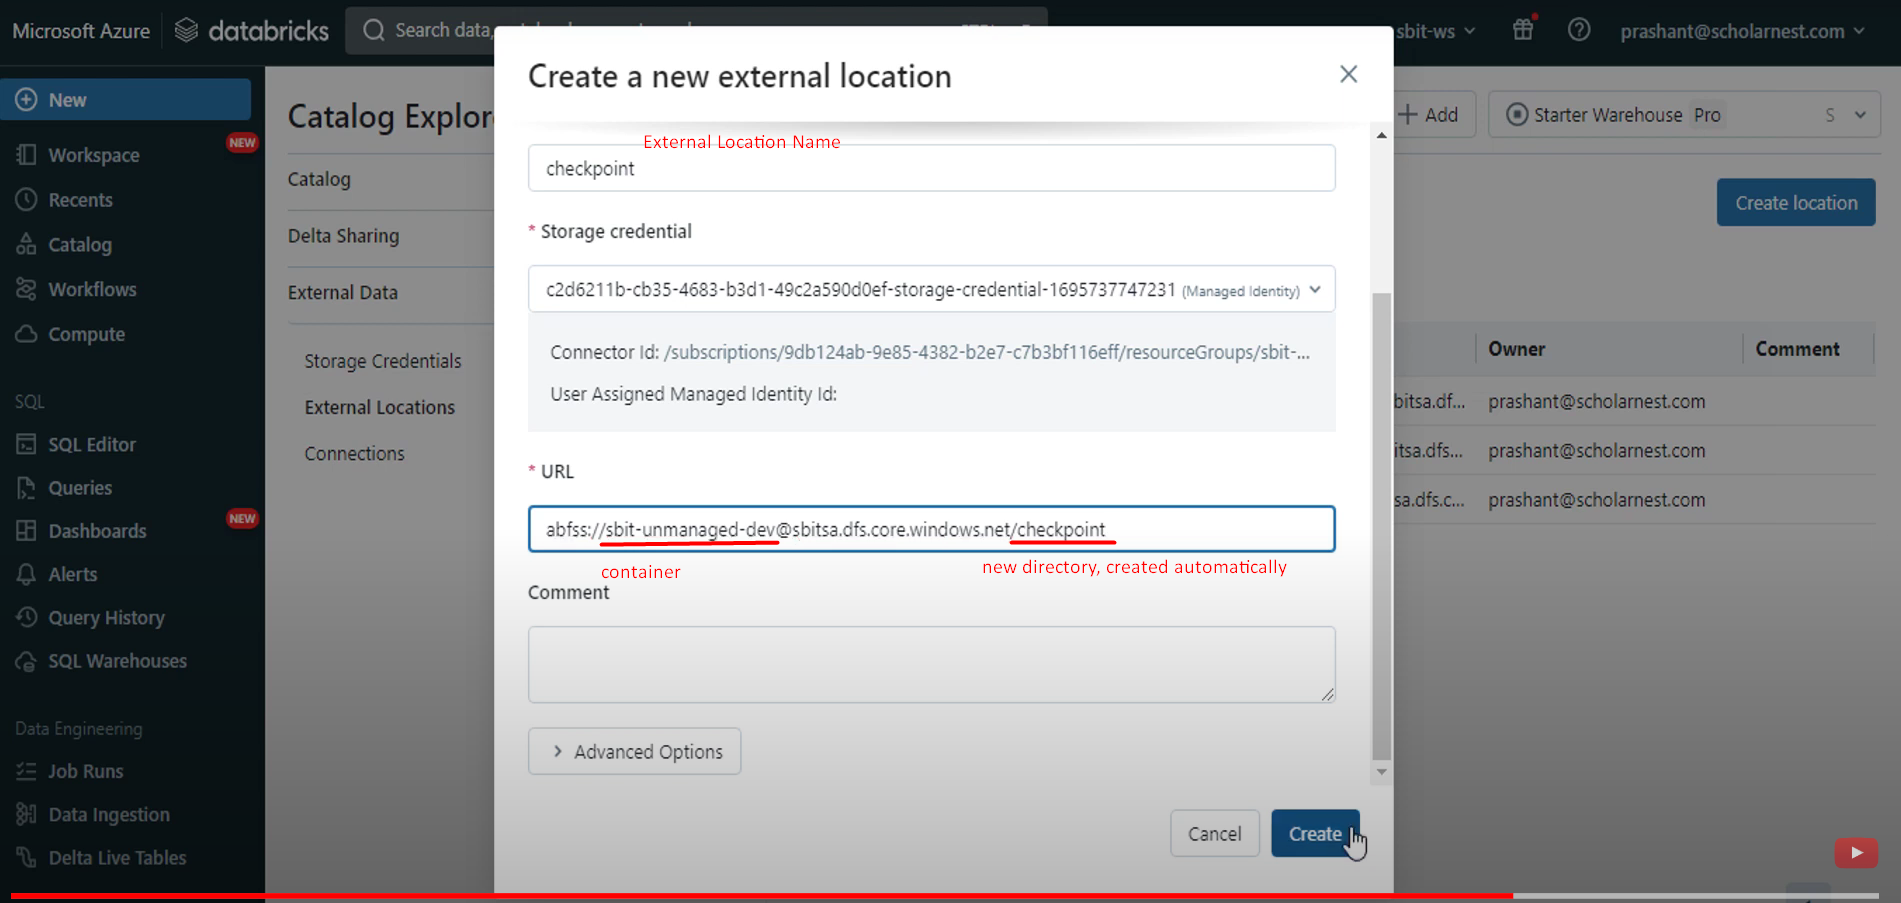 Microsoft Azure
databricks
Search data,
sbit-ws
prashant@scholarnest.com
New
Workspace
NEW
Recents
Catalog
Workflows
Compute
SQL
SQL Editor
Queries
Dashboards
NEW
Alerts
Query History
SQL Warehouses
Data Engineering
Job Runs
Data Ingestion
Delta Live Tables
Catalog Explor
Catalog
Delta Sharing
External Data
Storage Credentials
External Locations
Connections
Create a new external location
External Location Name
checkpoint
* Storage credential
c2d6211b-cb35-4683-b3d1-49c2a590d0ef-storage-credential-1695737747231 (Managed Identity)
Connector Id: /subscriptions/9db124ab-9e85-4382-b2e7-c7b3bf116eff/resourceGroups/sbit-...
User Assigned Managed Identity Id:
* URL
abfss://sbit-unmanaged-dev@sbitsa.dfs.core.windows.net/checkpoint
container
new directory, created automatically
Comment
Advanced Options
Cancel
Create
Add
Starter Warehouse Pro S
Create location
Owner Comment
bitsa.df... prashant@scholarnest.com
itsa.dfs... prashant@scholarnest.com
sa.dfs.c... prashant@scholarnest.com